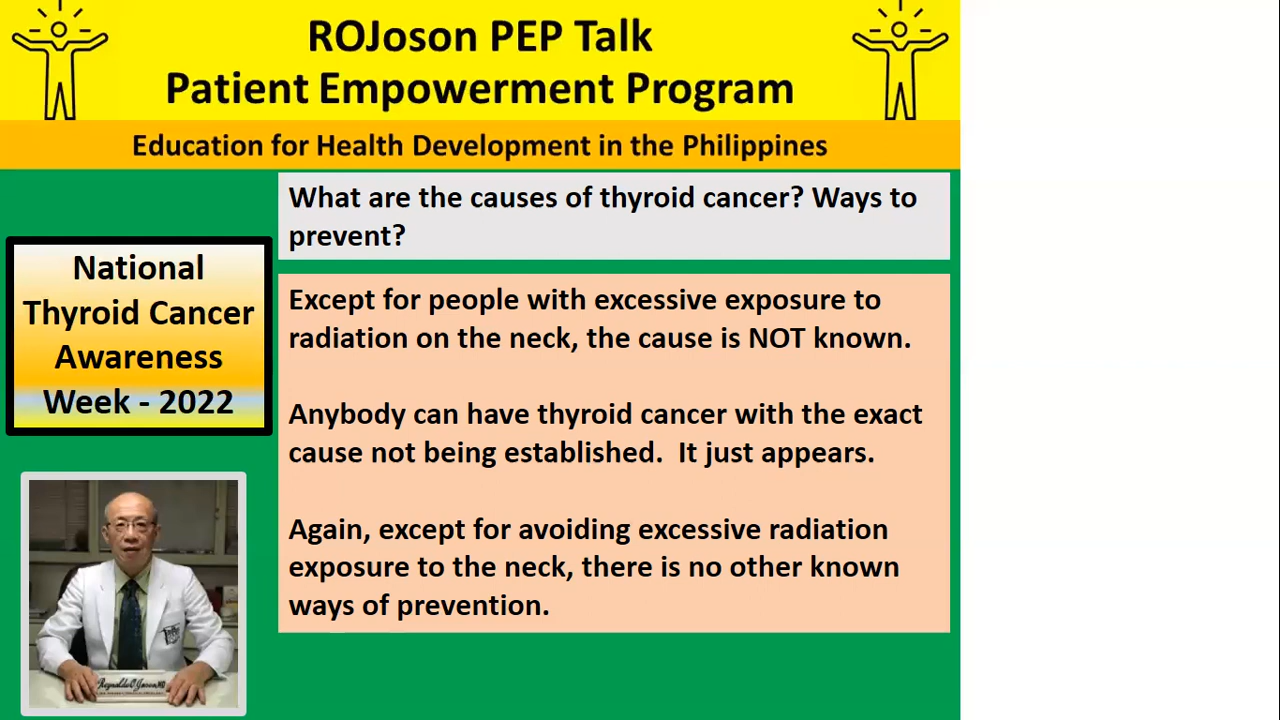 ROJoson PEP Talk
Patient Empowerment Program
Education for Health Development in the Philippines
What are the causes of thyroid cancer? Ways to
prevent?
National
Thyroid Cancer
Awareness
Week - 2022
Except for people with excessive exposure to
radiation on the neck, the cause is NOT known.
Anybody can have thyroid cancer with the exact
cause not being established.  It just appears.
Again, except for avoiding excessive radiation
exposure to the neck, there is no other known
ways of prevention.